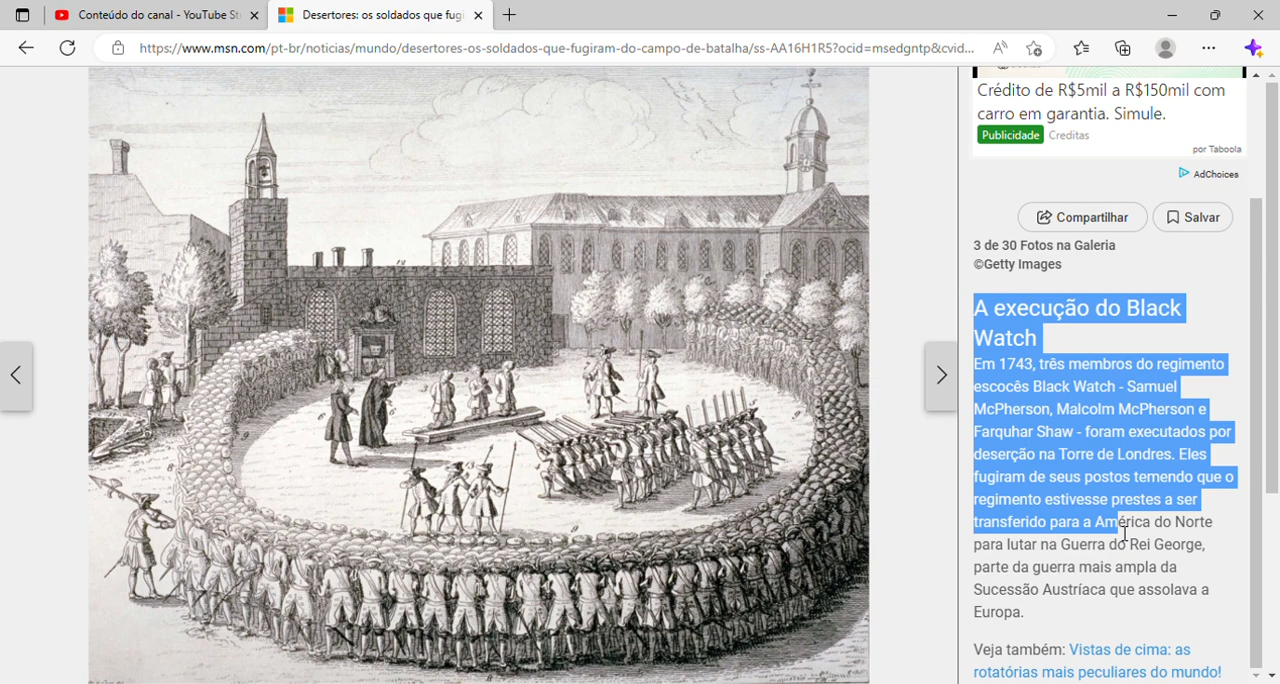 Conteúdo do canal - YouTube St
Desertores: os soldados que fugi
https://www.msn.com/pt-br/noticias/mundo/desertores-os-soldados-que-fugiram-do-campo-de-batalha/ss-AA16H1R5?ocid=msedgntp&cvid...
Crédito de R$5mil a R$150mil com
carro em garantia. Simule.
Publicidade Creditas
por Taboola
AdChoices
Compartilhar Salvar
3 de 30 Fotos na Galeria
©Getty Images
A execução do Black
Watch
Em 1743, três membros do regimento
escocês Black Watch - Samuel
McPherson, Malcolm McPherson e
Farquhar Shaw - foram executados por
deserção na Torre de Londres. Eles
fugiram de seus postos temendo que o
regimento estivesse prestes a ser
transferido para a América do Norte
para lutar na Guerra do Rei George,
parte da guerra mais ampla da
Sucessão Austríaca que assolava a
Europa.
Veja também: Vistas de cima: as
rotatórias mais peculiares do mundo!